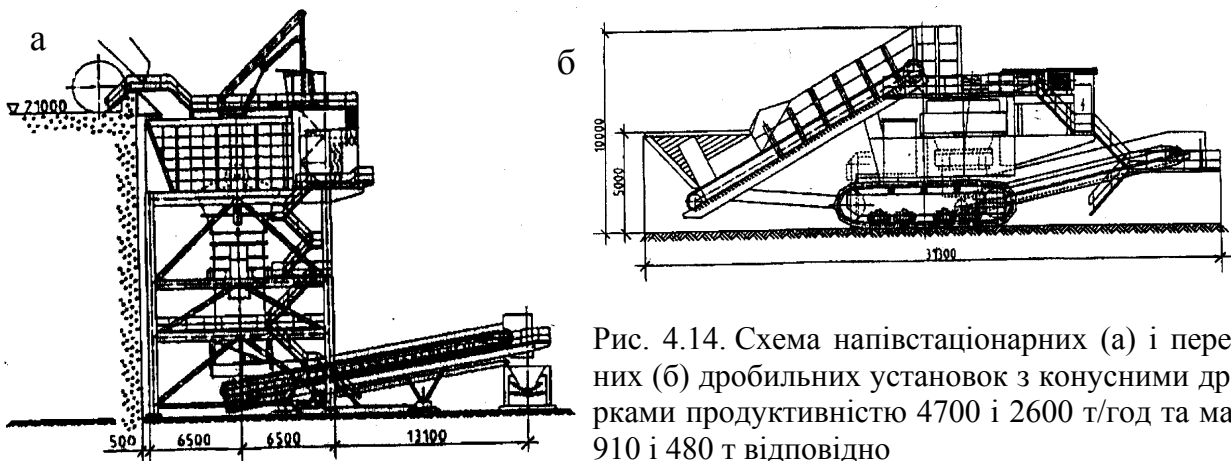 а
б
21000
500
6500
6500
13100
10000
5000
31300
Рис. 4.14. Схема напівстаціонарних (а) і пере
них (б) дробильних установок з конусними др
рками продуктивністю 4700 і 2600 т/год та ма
910 і 480 т відповідно